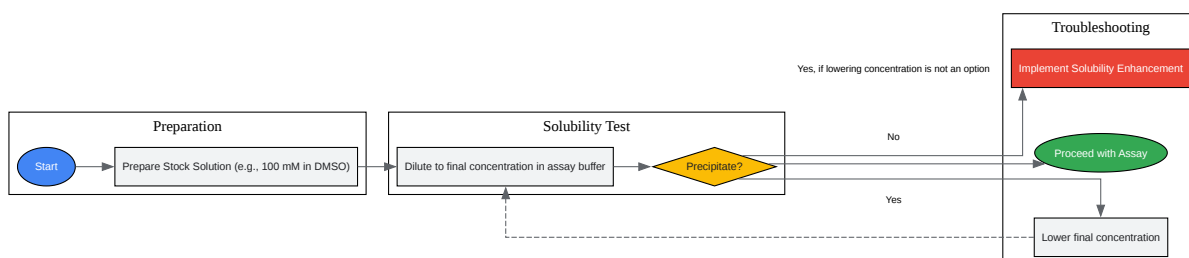 Preparation
Start
Prepare Stock Solution (e.g., 100 mM in DMSO)
Solubility Test
Dilute to final concentration in assay buffer
Precipitate?
Yes, if lowering concentration is not an option
No
Yes
Troubleshooting
Implement Solubility Enhancement
Proceed with Assay
Lower final concentration